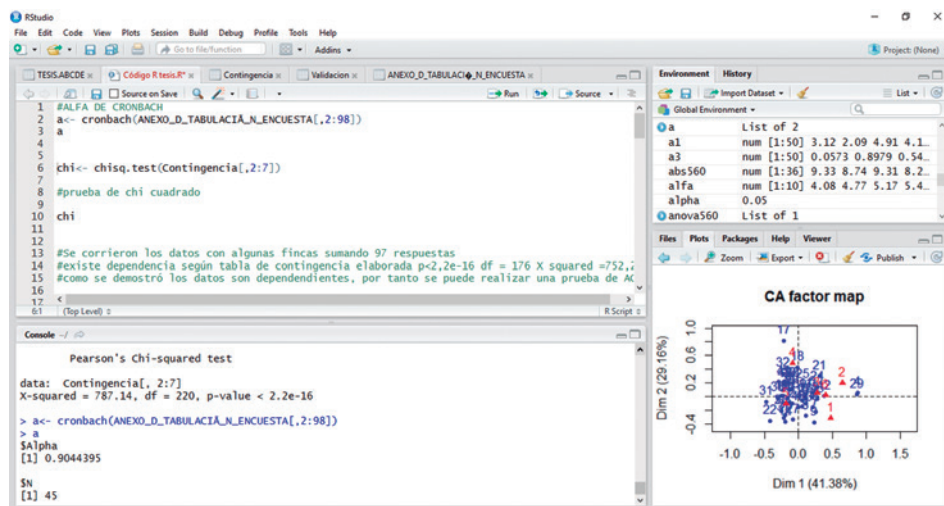 RStudio
File Edit Code View Plots Session Build Debug Profile Tools Help
Go to file/function Addins Project: (None)
TESIS.ABCDE Código R tesis.R* Contingencia Validacion ANEXO_D_TABULACI�_N_ENCUESTA
Source on Save Run Source
1 #ALFA DE CRONBACH
2 a<- cronbach(ANEXO_D_TABULACIÃ_N_ENCUESTA[,2:98])
3 a
4
5
6 chi<- chisq.test(Contingencia[,2:7])
7
8 #prueba de chi cuadrado
9
10 chi
11
12
13 #Se corrieron los datos con algunas fincas sumando 97 respuestas
14 #existe dependencia según tabla de contingencia elaborada p<2,2e-16 df = 176 X squared =752,2
15 #como se demostró los datos son dependendientes, por tanto se puede realizar una prueba de AC
16
17
6:1 (Top Level) R Script
Console ~/
Pearson's Chi-squared test
data: Contingencia[, 2:7]
X-squared = 787.14, df = 220, p-value < 2.2e-16
> a<- cronbach(ANEXO_D_TABULACIÃ_N_ENCUESTA[,2:98])
> a
$Alpha
[1] 0.9044395
$N
[1] 45
Environment History
Import Dataset List
Global Environment
a List of 2
a1 num [1:50] 3.12 2.09 4.91 4.1…
a3 num [1:50] 0.0573 0.8979 0.54…
abs560 num [1:36] 9.33 8.74 9.31 8.2…
alfa num [1:10] 4.08 4.77 5.17 5.4…
alpha 0.05
anova560 List of 1
Files Plots Packages Help Viewer
Zoom Export Publish
CA factor map
Dim 2 (29.16%)
1.0
0.6
0.2
-0.4
17
4
18
21
2
29
31
22
1
-1.0 -0.5 0.0 0.5 1.0 1.5
Dim 1 (41.38%)